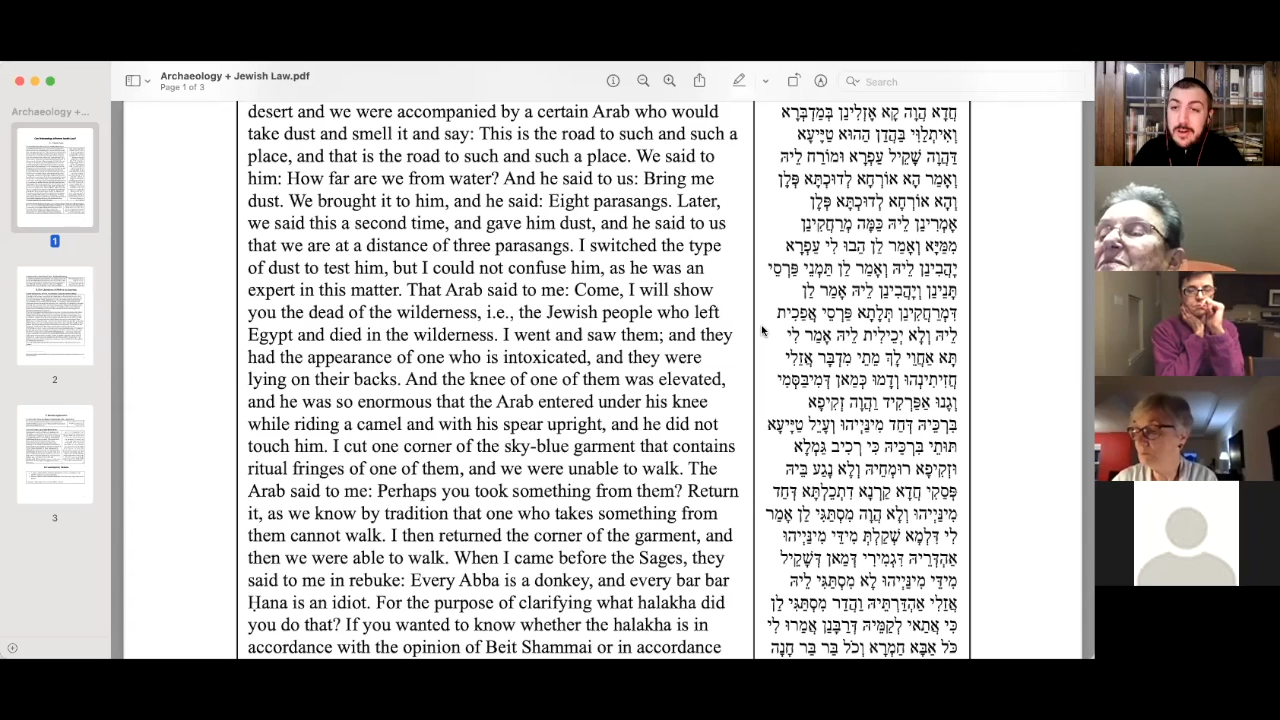 Archaeology + Jewish Law.pdf
Page 1 of 3
Search
Archaeology +...
1
2
3
desert and we were accompanied by a certain Arab who would
take dust and smell it and say: This is the road to such and such a
place, and that is the road to such and such a place. We said to
him: How far are we from water? And he said to us: Bring me
dust. We brought it to him, and he said: Eight parasangs. Later,
we said this a second time, and gave him dust, and he said to us
that we are at a distance of three parasangs. I switched the type
of dust to test him, but I could not confuse him, as he was an
expert in this matter. That Arab said to me: Come, I will show
you the dead of the wilderness, i.e., the Jewish people who left
Egypt and died in the wilderness. I went and saw them; and they
had the appearance of one who is intoxicated, and they were
lying on their backs. And the knee of one of them was elevated,
and he was so enormous that the Arab entered under his knee
while riding a camel and with his spear upright, and he did not
touch him. I cut one corner of the sky-blue garment that contains
ritual fringes of one of them, and we were unable to walk. The
Arab said to me: Perhaps you took something from them? Return
it, as we know by tradition that one who takes something from
them cannot walk. I then returned the corner of the garment, and
then we were able to walk. When I came before the Sages, they
said to me in rebuke: Every Abba is a donkey, and every bar bar
Ḥana is an idiot. For the purpose of clarifying what halakha did
you do that? If you wanted to know whether the halakha is in
accordance with the opinion of Beit Shammai or in accordance
חֲדָא הֲוָה קָא אָזְלִינַן בְּמַדְבְּרָא
וְאִיתְלַוִּי בַּהֲדַן הָהוּא טַיָּיעָא
דַּהֲוָה שָׁקֵיל עַפְרָא וּמוֹרַח לֵיהּ
וְאָמַר הָא אוֹרְחָא לְדוּכְתָּא פְּלָן
וְהָא אוֹרְחָא לְדוּכְתָּא פְּלָן
אָמְרִינַן לֵיהּ כַּמָּה מְרַחֲקִינַן
מִמַּיָּא וְאָמַר לַן הַבוּ לִי עַפְרָא
יָהֲבִינַן לֵיהּ וְאָמַר לַן תְּמָנֵי פַּרְסֵי
תָּנֵינַן וְיָהֲבִינַן לֵיהּ אֲמַר לַן
דִּמְרַחֲקִינַן תְּלָתָא פַּרְסֵי אֲפַכִית
לֵיהּ וְלָא יְכֵילִית לֵיהּ אֲמַר לִי
תָּא אַחְוֵי לָךְ מֵתֵי מִדְבָּר אֲזַלִי
חֲזֵיתִינְהוּ וְדָמוּ כְּמַאן דְּמִיבַּסְּמִי
וְגָנוּ אַפַּרְקִיד וַהֲוָה זְקִיפָא
בִּרְכֵּיהּ דְּחַד מִינַּיְיהוּ וְעָיֵיל טַיָּיעָא
תּוּתֵי בִּרְכֵּיהּ כִּי רְכִיב גַּמְלָא
וּזְקִיפָא רוּמְחֵיהּ וְלָא נְגַע בֵּיהּ
פְּסַקִי חֲדָא קַרְנָא דִתְכֵלְתָּא דְּחַד
מִינַּיְיהוּ וְלָא הֲוָה מִסְתַּגִּי לַן אֲמַר
לִי דִּלְמָא שְׁקַלְתְּ מִידֵּי מִינַּיְיהוּ
אַהְדְּרֵיהּ דִּגְמִירִי דְּמַאן דְּשָׁקֵיל
מִידֵּי מִינַּיְיהוּ לָא מִסְתַּגִּי לֵיהּ
אֲזַלִי אַהְדַּרְתֵּיהּ וַהֲדַר מִסְתַּגִּי לַן
כִּי אֲתַאי לְקַמֵּיהּ דְּרַבָּנַן אֲמַרוּ לִי
כׇּל אַבָּא חֲמָרָא וְכׇל בַּר בַּר חָנָה